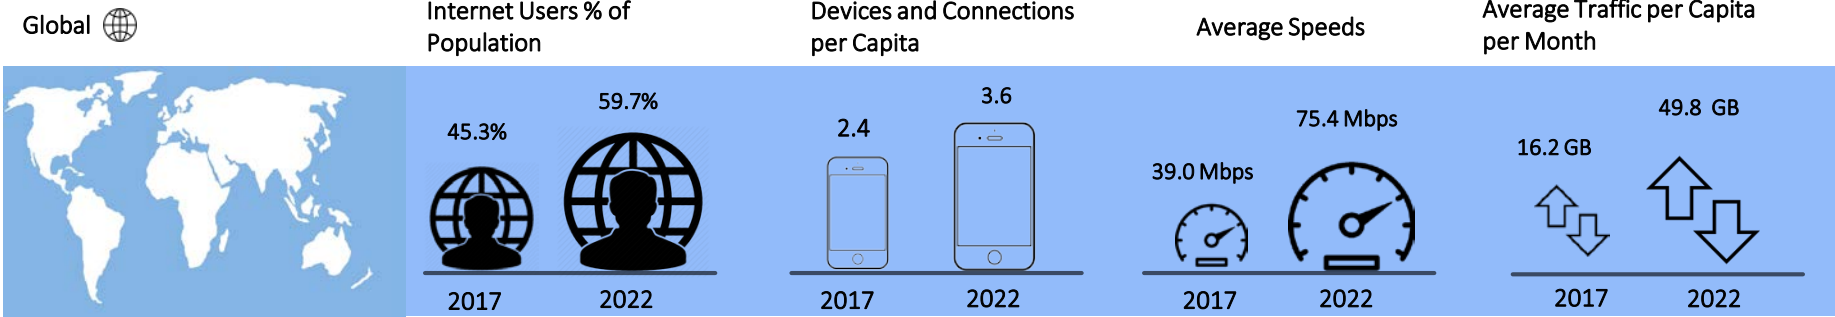 Global
Internet Users % of
Population
45.3%
59.7%
2017
2022
Devices and Connections
per Capita
2.4
3.6
2017
2022
Average Speeds
39.0 Mbps
75.4 Mbps
2017
2022
Average Traffic per Capita
per Month
16.2 GB
49.8 GB
2017
2022